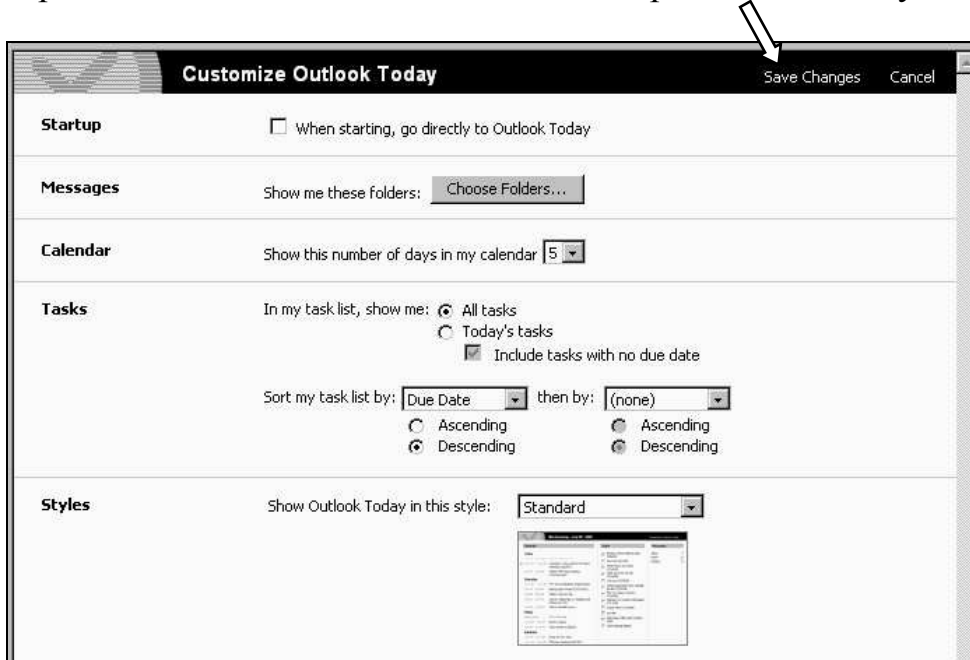 Customize Outlook Today Save Changes Cancel
Startup When starting, go directly to Outlook Today
Messages Show me these folders: Choose Folders...
Calendar Show this number of days in my calendar 5
Tasks In my task list, show me: All tasks
Today's tasks
Include tasks with no due date
Sort my task list by: Due Date then by: (none)
Ascending Ascending
Descending Descending
Styles Show Outlook Today in this style: Standard